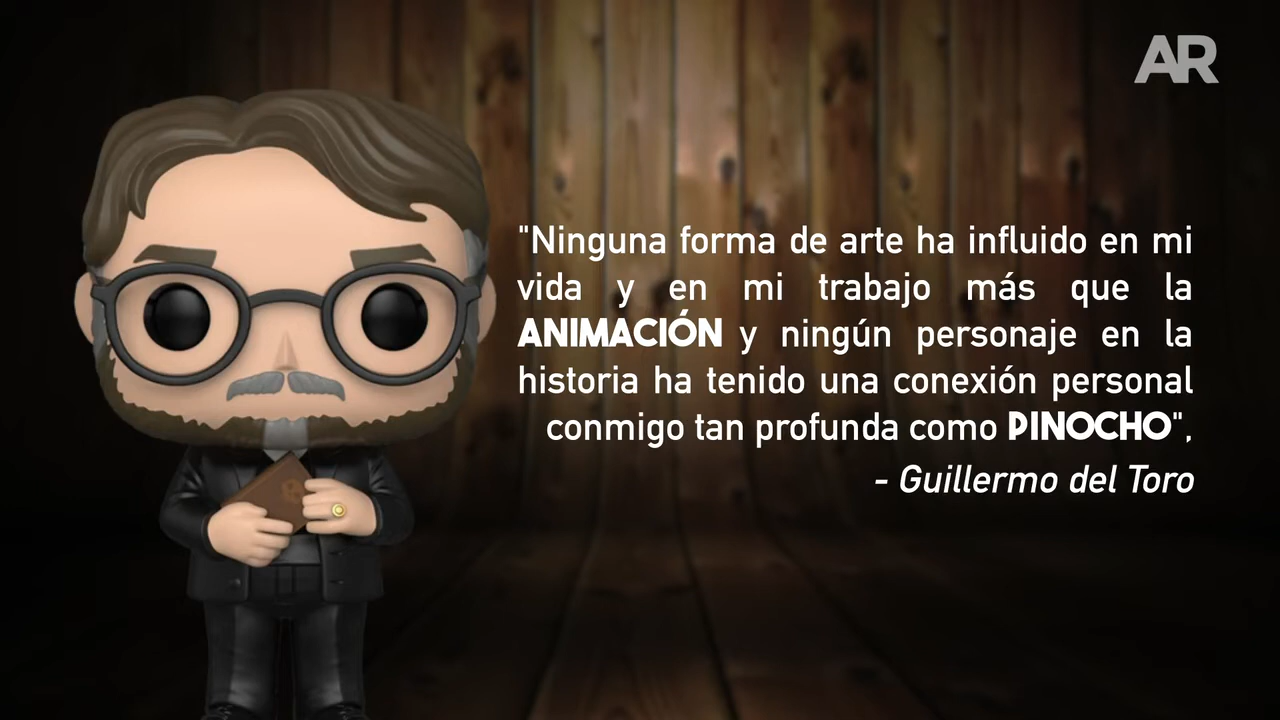 AR
"Ninguna forma de arte ha influido en mi
vida y en mi trabajo más que la
ANIMACIÓN y ningún personaje en la
historia ha tenido una conexión personal
conmigo tan profunda como PINOCHO",
- Guillermo del Toro